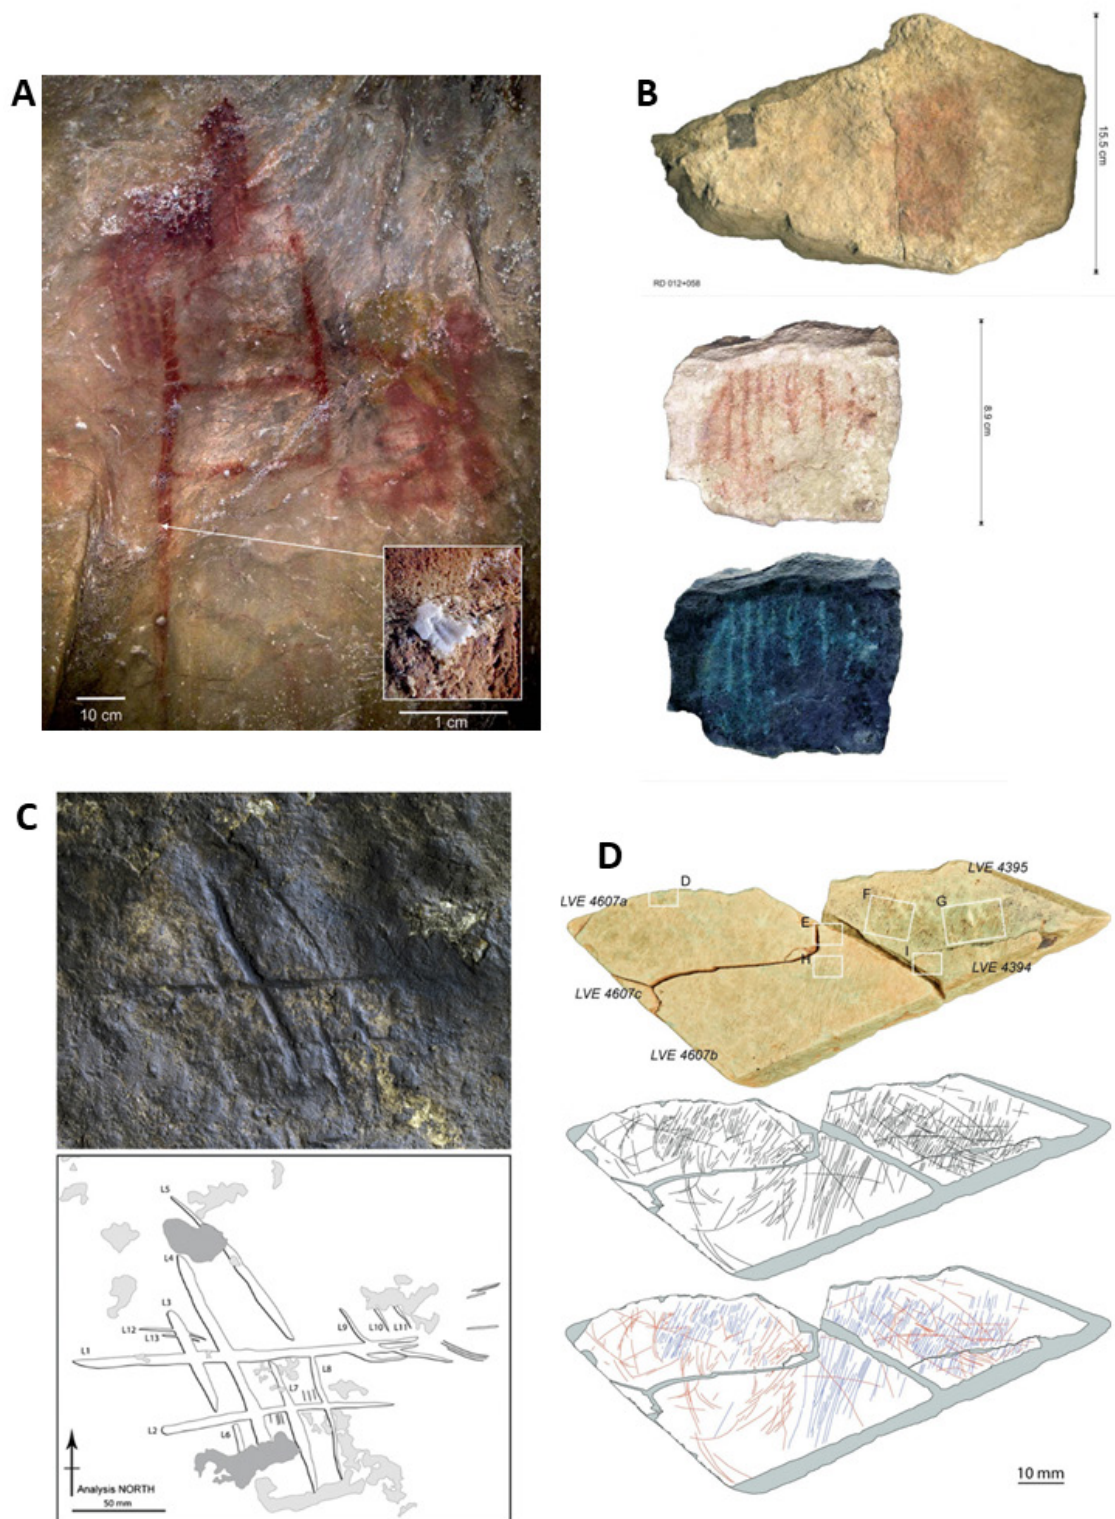 A
10 cm
1 cm
B
15.5 cm
RD 012+058
8.9 cm
C
L5
L4
L3
L12
L13
L1
L9
L10
L11
L7
L8
L2
L6
Analysis NORTH
50 mm
D
LVE 4395
D
LVE 4607a
F
G
E
H
I
LVE 4394
LVE 4607c
LVE 4607b
10 mm